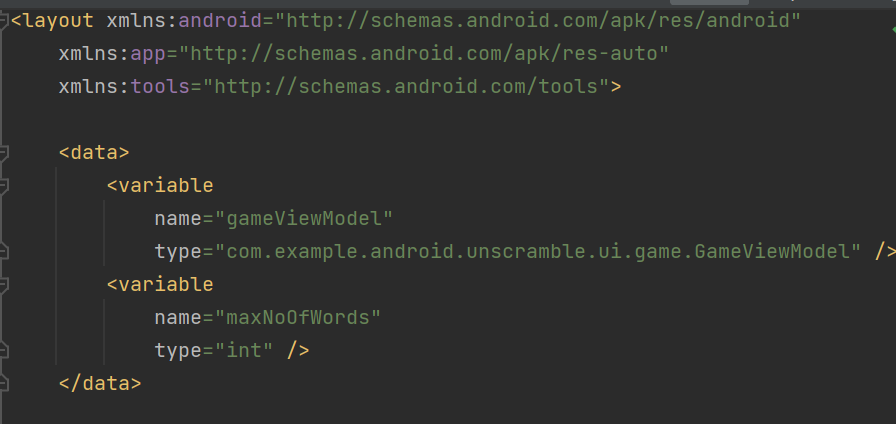 <layout xmlns:android="http://schemas.android.com/apk/res/android"
    xmlns:app="http://schemas.android.com/apk/res-auto"
    xmlns:tools="http://schemas.android.com/tools">

    <data>
        <variable
            name="gameViewModel"
            type="com.example.android.unscramble.ui.game.GameViewModel" />
        <variable
            name="maxNoOfWords"
            type="int" />
    </data>